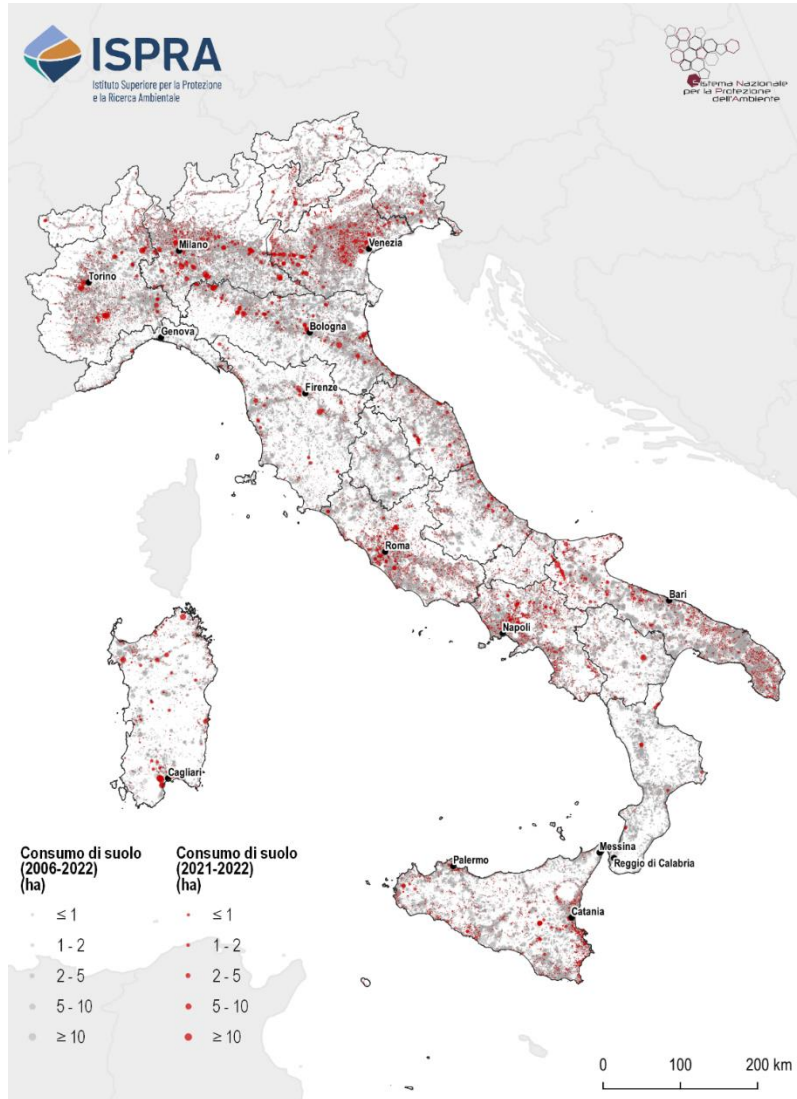 ISPRA
Istituto Superiore per la Protezione
e la Ricerca Ambientale
Sistema Nazionale
per la Protezione
dell'Ambiente
Milano
Venezia
Torino
Genova
Bologna
Firenze
Roma
Napoli
Bari
Cagliari
Palermo
Messina
Reggio di Calabria
Catania
Consumo di suolo
(2006-2022)
(ha)
≤ 1
1 - 2
2 - 5
5 - 10
≥ 10
Consumo di suolo
(2021-2022)
(ha)
≤ 1
1 - 2
2 - 5
5 - 10
≥ 10
0 100 200 km